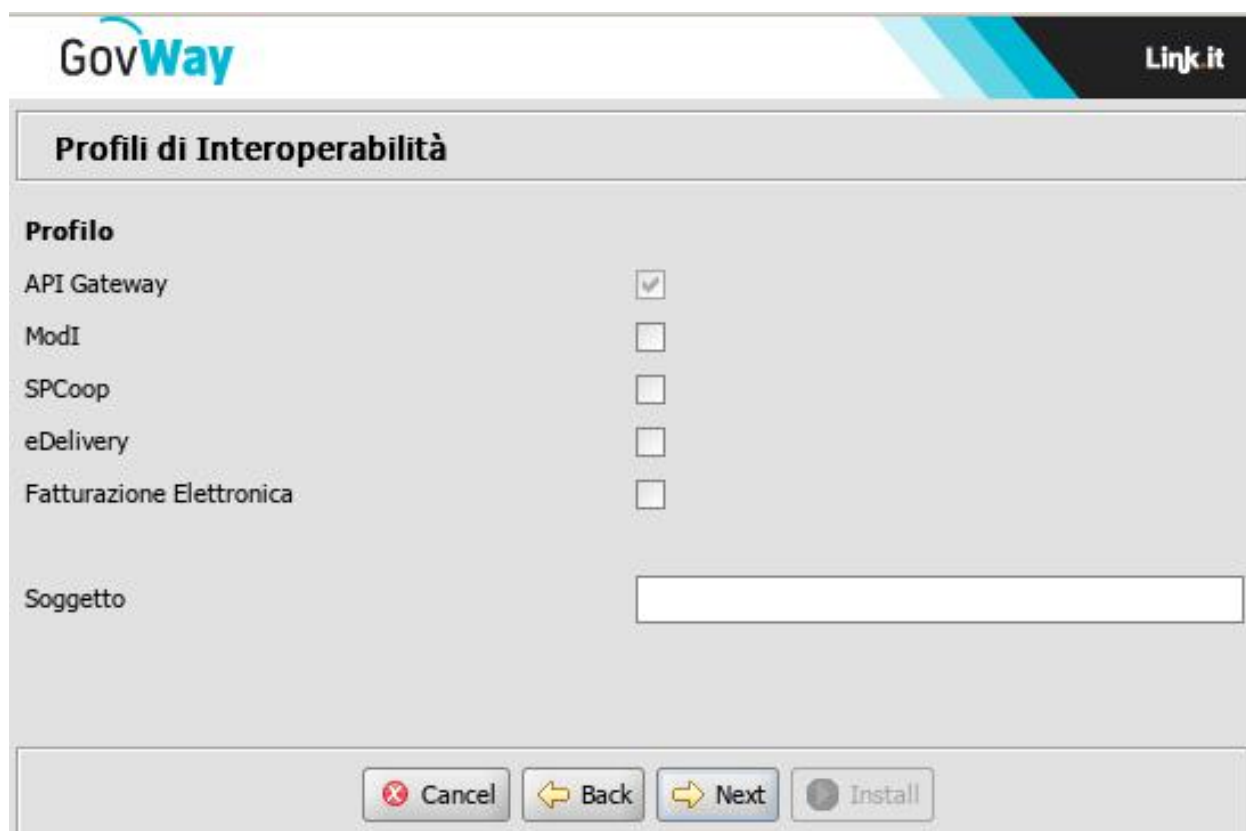 GovWay
Link.it
Profili di Interoperabilità
Profilo
API Gateway
ModI
SPCoop
eDelivery
Fatturazione Elettronica
Soggetto
Cancel Back Next Install